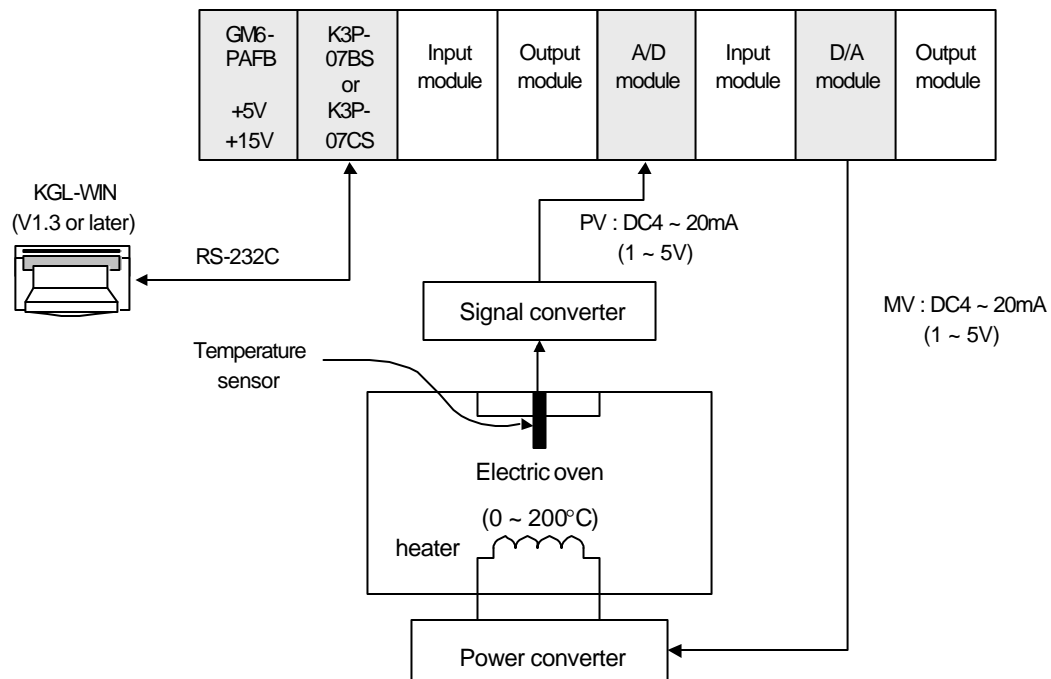 GM6-
PAFB
+5V
+15V
K3P-
07BS
or
K3P-
07CS
Input
module
Output
module
A/D
module
Input
module
D/A
module
Output
module
KGL-WIN
(V1.3 or later)
RS-232C
PV : DC4 ~ 20mA
(1 ~ 5V)
Signal converter
MV : DC4 ~ 20mA
(1 ~ 5V)
Temperature
sensor
Electric oven
(0 ~ 200°C)
heater
Power converter